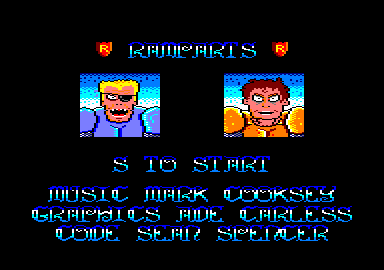 R RAMPARTS R
S TO START
MUSIC MARK COOKSEY
GRAPHICS ADE CARLESS
CODE SEAN SPENCER